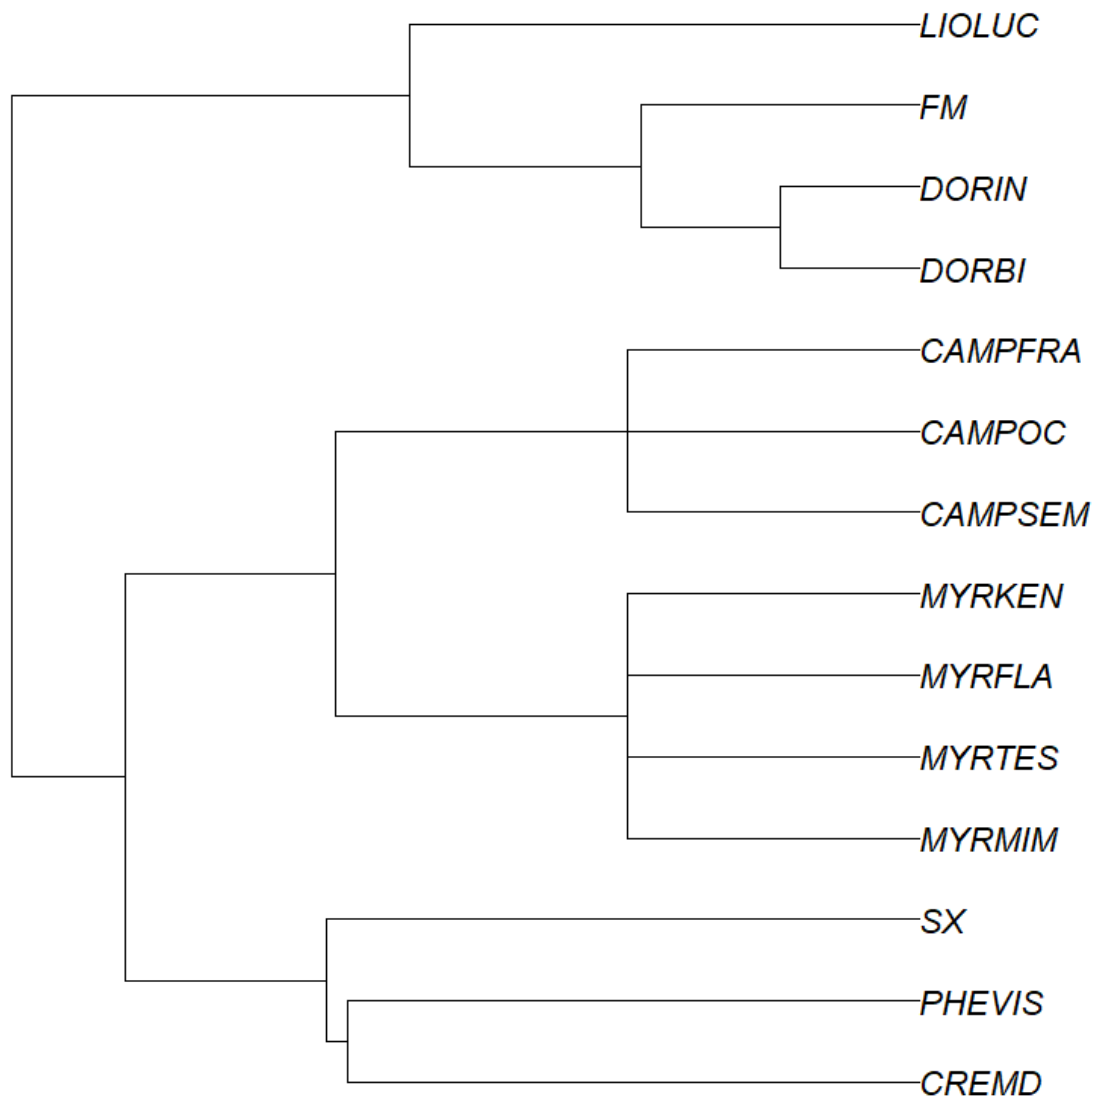 LIOLUC
FM
DORIN
DORBI
CAMPFRA
CAMPOC
CAMPSEM
MYRKEN
MYRFLA
MYRTES
MYRMIM
SX
PHEVIS
CREMD